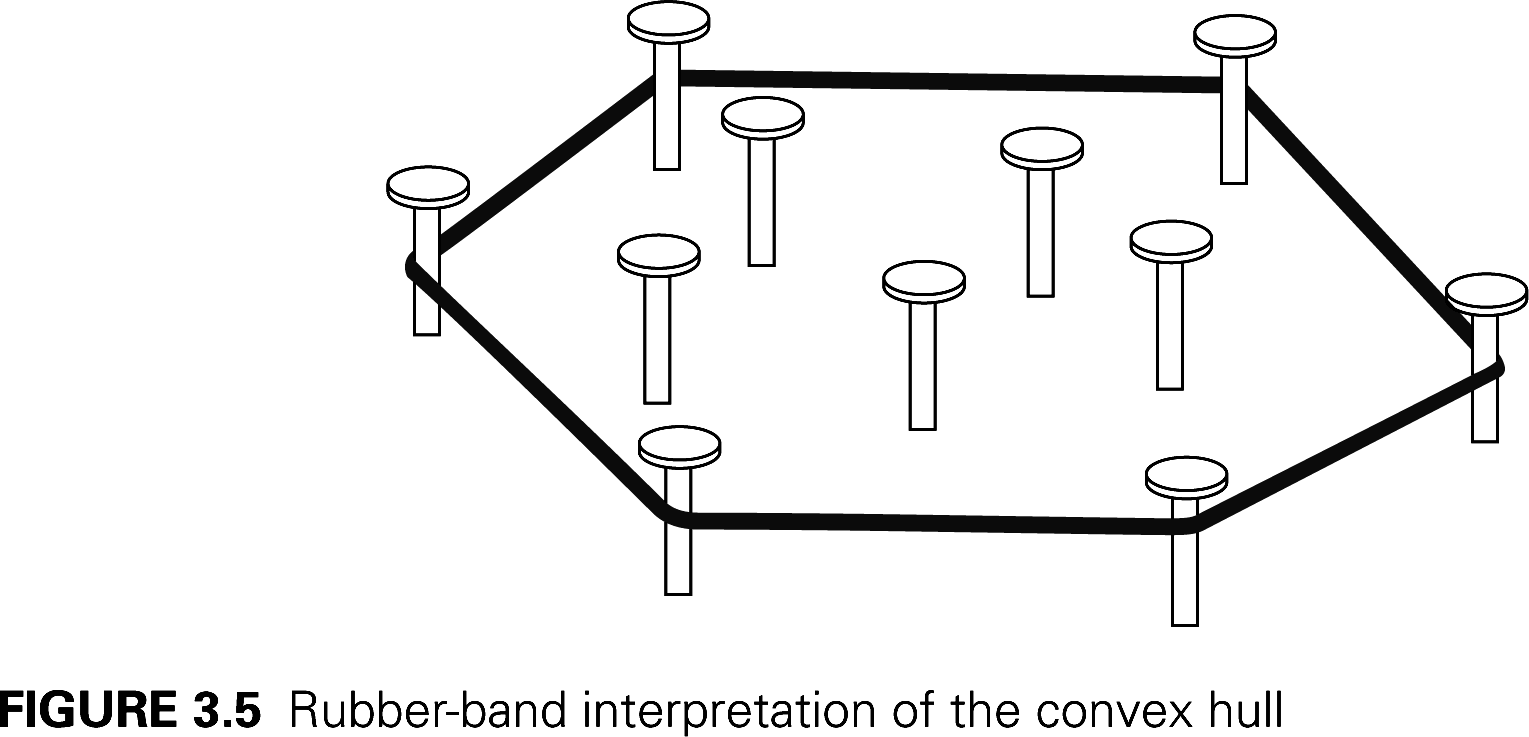 FIGURE 3.5 Rubber-band interpretation of the convex hull